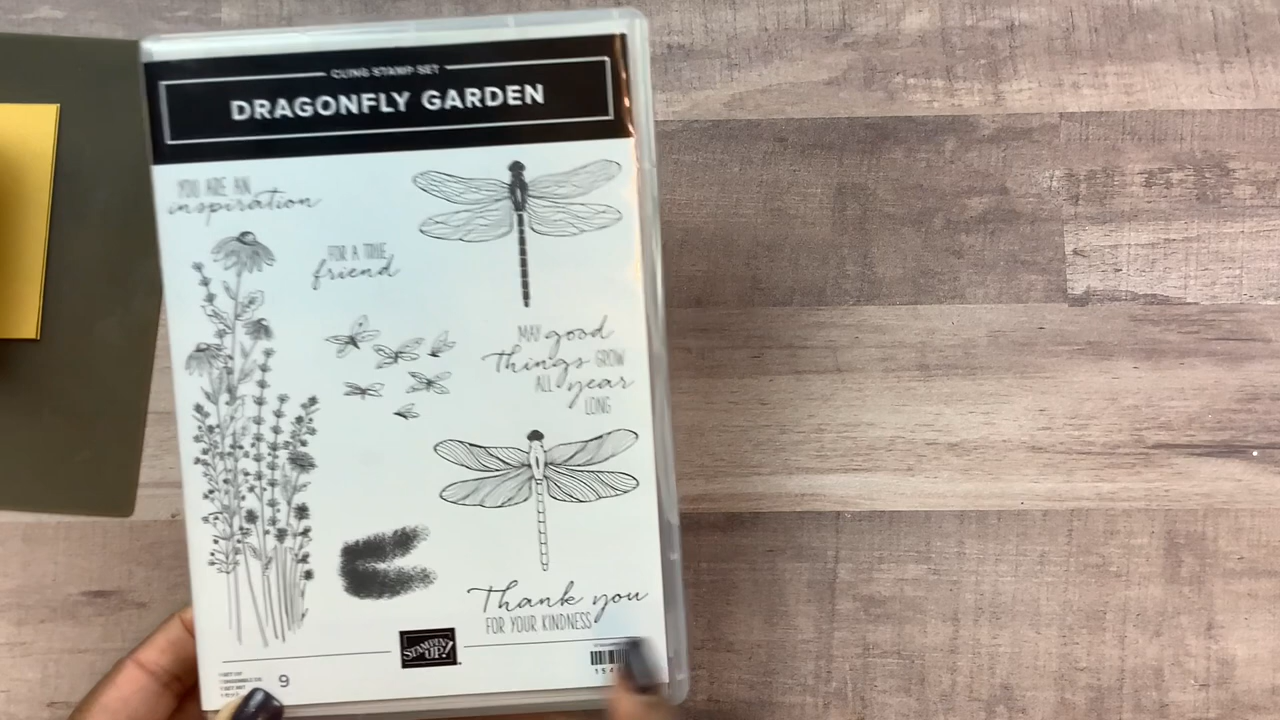 CLING STAMP SET
DRAGONFLY GARDEN
YOU ARE AN
inspiration
FOR A TRUE
friend
MAY good
Things GROW
ALL year
LONG
Thank you
FOR YOUR KINDNESS
STAMPIN'
UP!
9